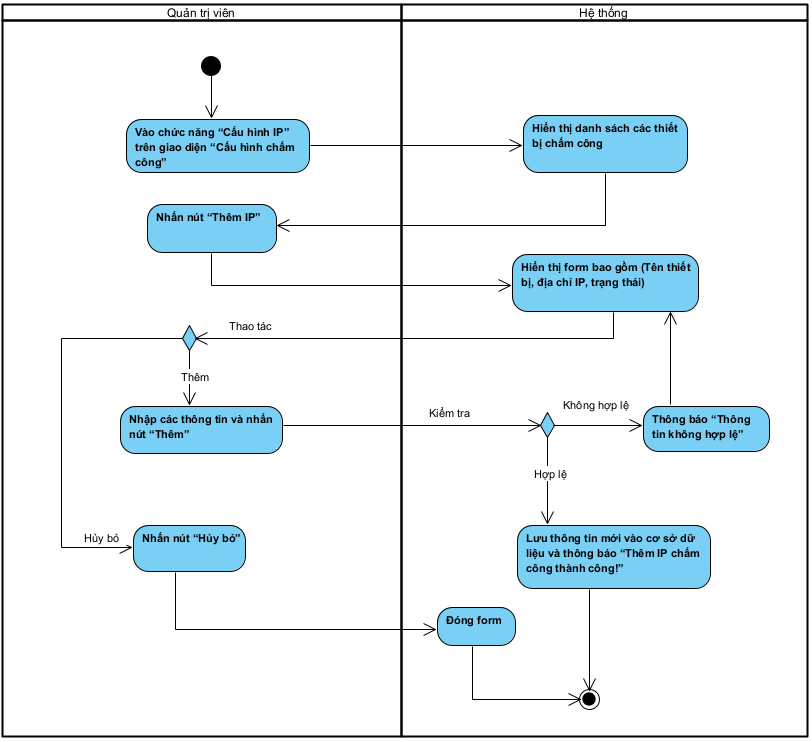 Quản trị viên
Hệ thống
Vào chức năng “Cấu hình IP”
trên giao diện “Cấu hình chấm
công”
Hiển thị danh sách các thiết
bị chấm công
Nhấn nút “Thêm IP”
Hiển thị form bao gồm (Tên thiết
bị, địa chỉ IP, trạng thái)
Thao tác
Thêm
Nhập các thông tin và nhấn
nút “Thêm”
Kiểm tra
Không hợp lệ
Thông báo “Thông
tin không hợp lệ”
Hợp lệ
Hủy bỏ
Nhấn nút “Hủy bỏ”
Lưu thông tin mới vào cơ sở dữ
liệu và thông báo “Thêm IP chấm
công thành công!”
Đóng form